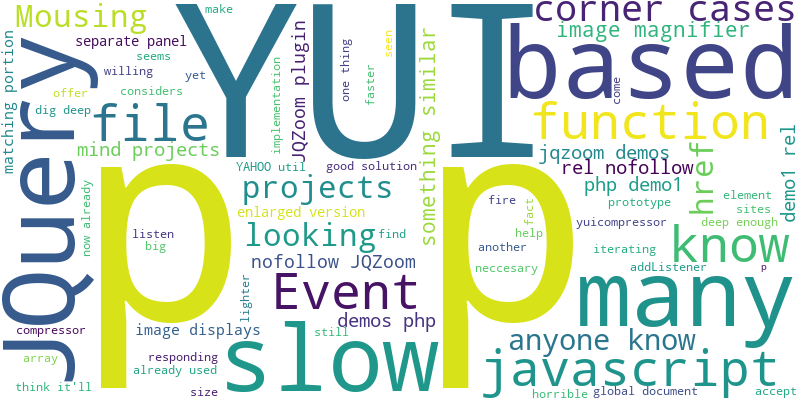 Mousing
YUI
corner cases
make
separate panel
seems
willing
yet
considers
offer
dig deep
matching portion
JQuery
file
mind projects
implementation
JQZoom plugin
one thing
faster
seen
something similar
based
image magnifier
come
function
jqzoom demos
rel nofollow
php demo1
href
demo1 rel
p p
YAHOO util
good solution
projects
enlarged version
looking
find
nofollow JQZoom
now already
listen
big
fire
fact
help
another
neccesary
prototype
yuicompressor
element
sites
deep enough
know
iterating
addListener
p
lighter
Event
demos php
many
compressor
image displays
still
slow
anyone know
array
responding
already used
javascript
think it'll
size
horrible
global document
accept